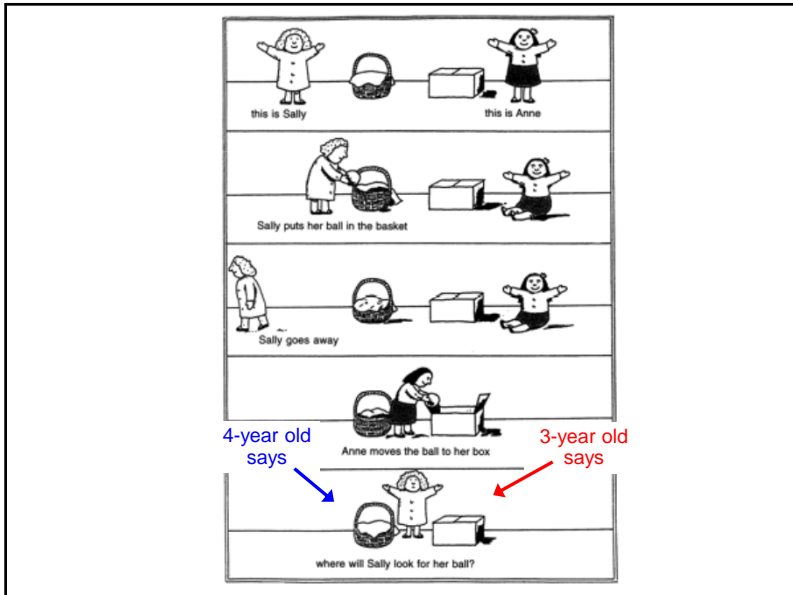 this is Sally
this is Anne
Sally puts her ball in the basket
Sally goes away
4-year old
says
3-year old
says
Anne moves the ball to her box
where will Sally look for her ball?